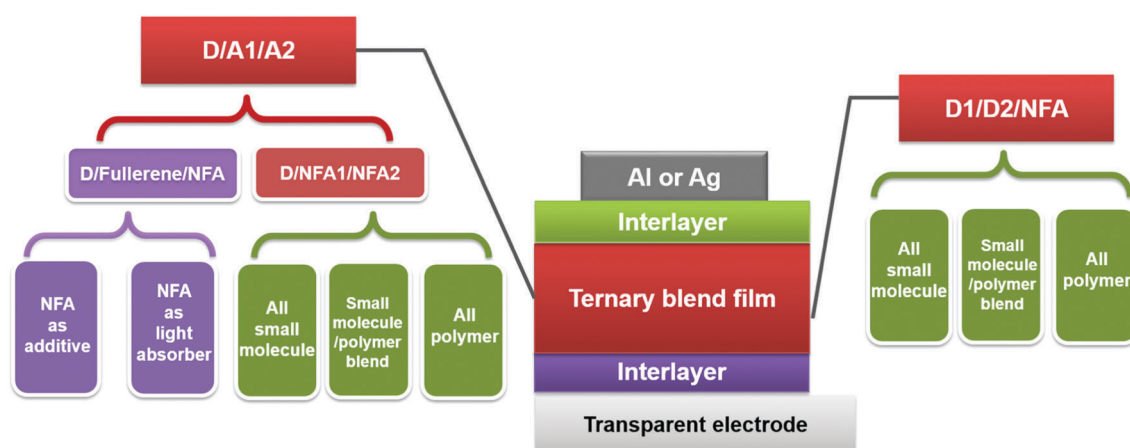 D/A1/A2
D/Fullerene/NFA
D/NFA1/NFA2
NFA
as
additive
NFA
as
light
absorber
All
small
molecule
Small
molecule
/polymer
blend
All
polymer
Al or Ag
Interlayer
Ternary blend film
Interlayer
Transparent electrode
D1/D2/NFA
All
small
molecule
Small
molecule
/polymer
blend
All
polymer